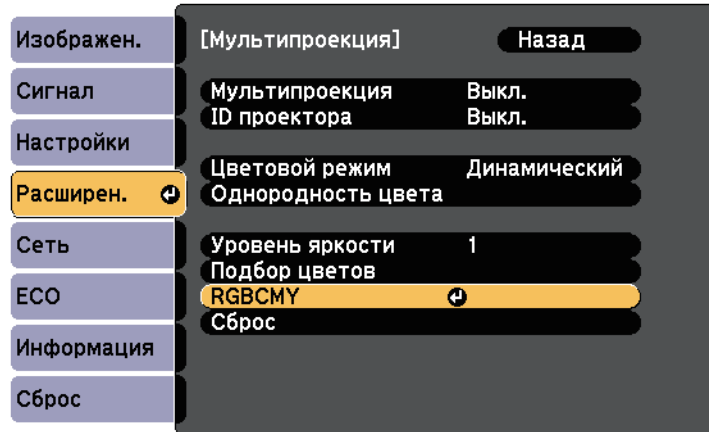 Изображен.
Сигнал
Настройки
Расширен.
Сеть
ECO
Информация
Сброс
[Мультипроекция] Назад
Мультипроекция Выкл.
ID проектора Выкл.
Цветовой режим Динамический
Однородность цвета
Уровень яркости 1
Подбор цветов
RGBCMY
Сброс